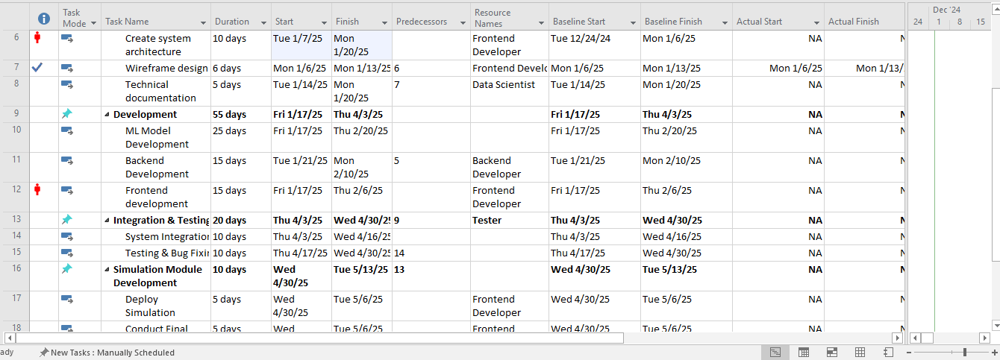 Dec '24
Task Mode Task Name Duration Start Finish Predecessors Resource Names Baseline Start Baseline Finish Actual Start Actual Finish 24 1 8 15
6 Create system architecture 10 days Tue 1/7/25 Mon 1/20/25 Frontend Developer Tue 12/24/24 Mon 1/6/25 NA
7 Wireframe design 6 days Mon 1/6/25 Mon 1/13/25 6 Frontend Develo Mon 1/6/25 Mon 1/13/25 Mon 1/6/25 Mon 1/13/
8 Technical documentation 5 days Tue 1/14/25 Mon 1/20/25 7 Data Scientist Tue 1/14/25 Mon 1/20/25 NA
9 Development 55 days Fri 1/17/25 Thu 4/3/25 Fri 1/17/25 Thu 4/3/25 NA
10 ML Model Development 25 days Fri 1/17/25 Thu 2/20/25 Fri 1/17/25 Thu 2/20/25 NA
11 Backend Development 15 days Tue 1/21/25 Mon 2/10/25 5 Backend Developer Tue 1/21/25 Mon 2/10/25 NA
12 Frontend development 15 days Fri 1/17/25 Thu 2/6/25 Frontend Developer Fri 1/17/25 Thu 2/6/25 NA
13 Integration & Testing 20 days Thu 4/3/25 Wed 4/30/25 9 Tester Thu 4/3/25 Wed 4/30/25 NA
14 System Integration 10 days Thu 4/3/25 Wed 4/16/25 Thu 4/3/25 Wed 4/16/25 NA
15 Testing & Bug Fixin 10 days Thu 4/17/25 Wed 4/30/25 14 Thu 4/17/25 Wed 4/30/25 NA
16 Simulation Module Development 10 days Wed 4/30/25 Tue 5/13/25 13 Wed 4/30/25 Tue 5/13/25 NA
17 Deploy Simulation 5 days Wed 4/30/25 Tue 5/6/25 Frontend Developer Wed 4/30/25 Tue 5/6/25 NA
18 Conduct Final 5 days Wed Tue 5/6/25 Frontend Wed 4/30/25 Tue 5/6/25 NA
ady New Tasks : Manually Scheduled